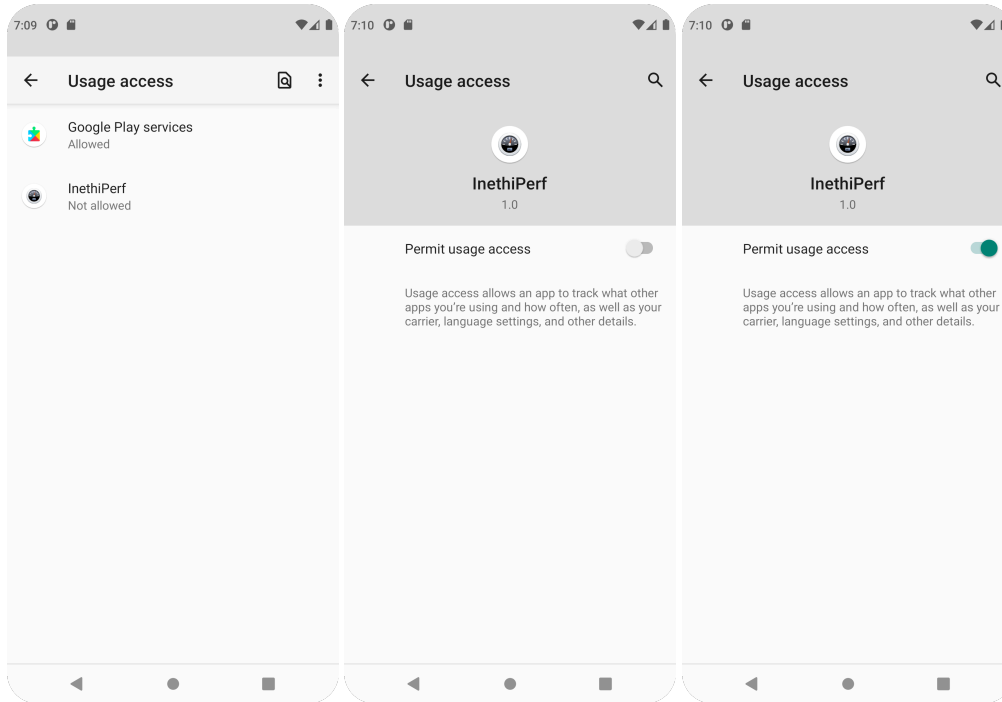 7:09
Usage access
Google Play services
Allowed
InethiPerf
Not allowed
7:10
Usage access
InethiPerf
1.0
Permit usage access
Usage access allows an app to track what other
apps you're using and how often, as well as your
carrier, language settings, and other details.
7:10
Usage access
InethiPerf
1.0
Permit usage access
Usage access allows an app to track what other
apps you're using and how often, as well as your
carrier, language settings, and other details.